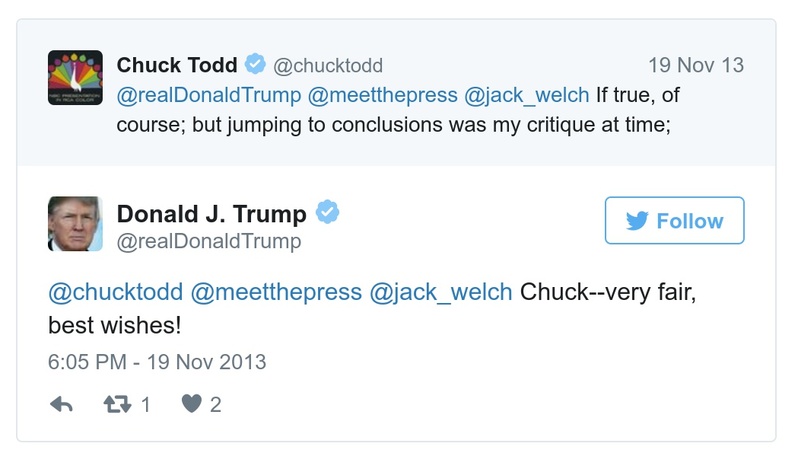 Chuck Todd @chucktodd 19 Nov 13
@realDonaldTrump @meetthepress @jack_welch If true, of
course; but jumping to conclusions was my critique at time;
Donald J. Trump
@realDonaldTrump
Follow
@chucktodd @meetthepress @jack_welch Chuck--very fair,
best wishes!
6:05 PM - 19 Nov 2013
1 2